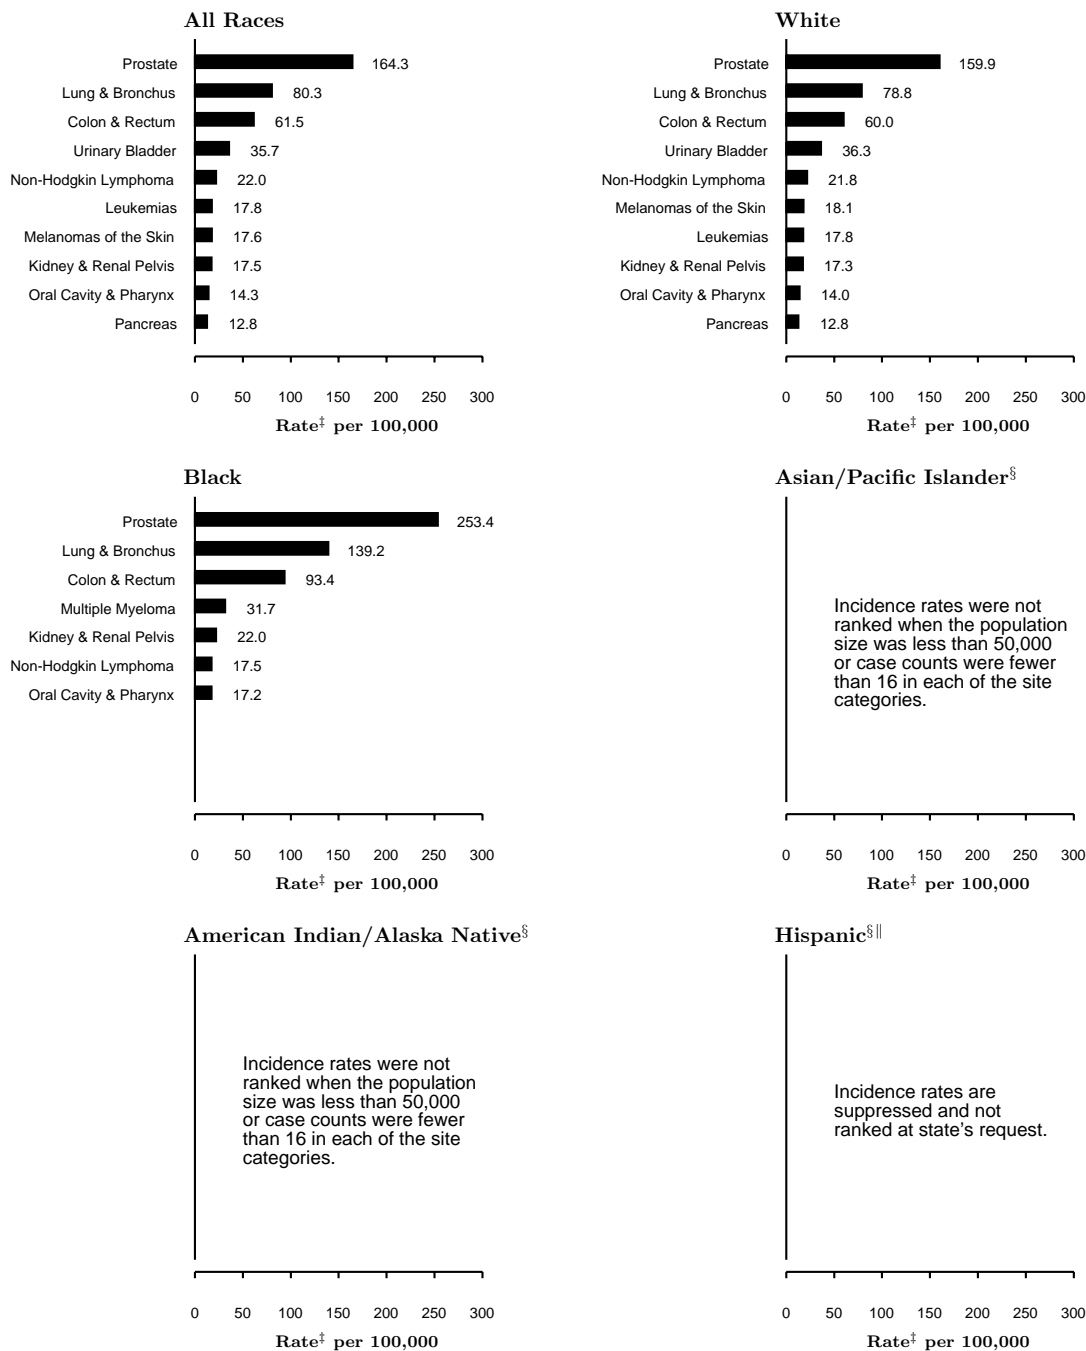 All Races
Prostate 164.3
Lung & Bronchus 80.3
Colon & Rectum 61.5
Urinary Bladder 35.7
Non-Hodgkin Lymphoma 22.0
Leukemias 17.8
Melanomas of the Skin 17.6
Kidney & Renal Pelvis 17.5
Oral Cavity & Pharynx 14.3
Pancreas 12.8
0 50 100 150 200 250 300
Rate‡ per 100,000
White
Prostate 159.9
Lung & Bronchus 78.8
Colon & Rectum 60.0
Urinary Bladder 36.3
Non-Hodgkin Lymphoma 21.8
Melanomas of the Skin 18.1
Leukemias 17.8
Kidney & Renal Pelvis 17.3
Oral Cavity & Pharynx 14.0
Pancreas 12.8
0 50 100 150 200 250 300
Rate‡ per 100,000
Black
Prostate 253.4
Lung & Bronchus 139.2
Colon & Rectum 93.4
Multiple Myeloma 31.7
Kidney & Renal Pelvis 22.0
Non-Hodgkin Lymphoma 17.5
Oral Cavity & Pharynx 17.2
0 50 100 150 200 250 300
Rate‡ per 100,000
Asian/Pacific Islander§
Incidence rates were not
ranked when the population
size was less than 50,000
or case counts were fewer
than 16 in each of the site
categories.
0 50 100 150 200 250 300
Rate‡ per 100,000
American Indian/Alaska Native§
Incidence rates were not
ranked when the population
size was less than 50,000
or case counts were fewer
than 16 in each of the site
categories.
0 50 100 150 200 250 300
Rate‡ per 100,000
Hispanic§‖
Incidence rates are
suppressed and not
ranked at state's request.
0 50 100 150 200 250 300
Rate‡ per 100,000